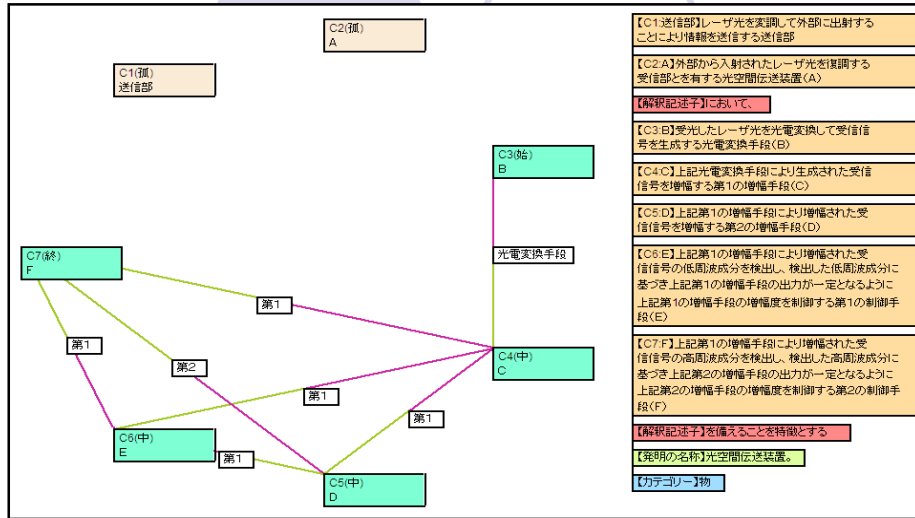 C2(孤)
A
C1(孤)
送信部
C3(始)
B
C7(終)
F
光電変換手段
第1
第1
第2
C4(中)
C
第1
第1
C6(中)
E
第1
C5(中)
D
【C1:送信部】レーザ光を変調して外部に出射する
ことにより情報を送信する送信部
【C2:A】外部から入射されたレーザ光を復調する
受信部とを有する光空間伝送装置(A)
【解釈記述子】において、
【C3:B】受光したレーザ光を光電変換して受信信
号を生成する光電変換手段(B)
【C4:C】上記光電変換手段により生成された受信
信号を増幅する第1の増幅手段(C)
【C5:D】上記第1の増幅手段により増幅された受
信信号を増幅する第2の増幅手段(D)
【C6:E】上記第1の増幅手段により増幅された受
信信号の低周波成分を検出し、検出した低周波成分に
基づき上記第1の増幅手段の出力が一定となるように
上記第1の増幅手段の増幅度を制御する第1の制御手
段(E)
【C7:F】上記第1の増幅手段により増幅された受
信信号の高周波成分を検出し、検出した高周波成分に
基づき上記第2の増幅手段の出力が一定となるように
上記第2の増幅手段の増幅度を制御する第2の制御手
段(F)
【解釈記述子】を備えることを特徴とする
【発明の名称】光空間伝送装置。
【カテゴリー】物